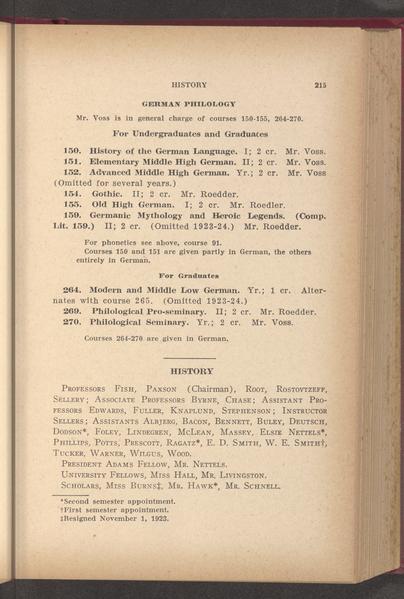 HISTORY 215
GERMAN PHILOLOGY
Mr. Voss is in general charge of courses 150-155, 264-270.
For Undergraduates and Graduates
150. History of the German Language. I; 2 cr. Mr. Voss.
151. Elementary Middle High German. II; 2 cr. Mr. Voss.
152. Advanced Middle High German. Yr.; 2 cr. Mr. Voss
(Omitted for several years.)
154. Gothic. II; 2 cr. Mr. Roedder.
155. Old High German. I; 2 cr. Mr. Roedler.
159. Germanic Mythology and Heroic Legends. (Comp.
Lit. 159.) II; 2 cr. (Omitted 1923-24.) Mr. Roedder.
For phonetics see above, course 91.
Courses 150 and 151 are given partly in German, the others
entirely in German.
For Graduates
264. Modern and Middle Low German. Yr.; 1 cr. Alter-
nates with course 265. (Omitted 1923-24.)
269. Philological Pro-seminary. II; 2 cr. Mr. Roedder.
270. Philological Seminary. Yr.; 2 cr. Mr. Voss.
Courses 264-270 are given in German.
HISTORY
PROFESSORS FISH, PAXSON (Chairman), ROOT, ROSTOVTZEFF,
SELLERY; ASSOCIATE PROFESSORS BYRNE, CHASE; ASSISTANT PRO-
FESSORS EDWARDS, FULLER, KNAPLUND, STEPHENSON; INSTRUCTOR
SELLERS; ASSISTANTS ALBJERG, BACON, BENNETT, BULEY, DEUTSCH,
DODSON*, FOLEY, LINDEGREN, MCLEAN, MASSEY, ELSIE NETTELS*,
PHILLIPS, POTTS, PRESCOTT, RAGATZ*, E. D. SMITH, W. E. SMITH†,
TUCKER, WARNER, WILGUS, WOOD.
PRESIDENT ADAMS FELLOW, MR. NETTELS.
UNIVERSITY FELLOWS, MISS HALL, MR. LIVINGSTON.
SCHOLARS, MISS BURNS‡, MR. HAWK*, MR. SCHNELL.
*Second semester appointment.
†First semester appointment.
‡Resigned November 1, 1923.